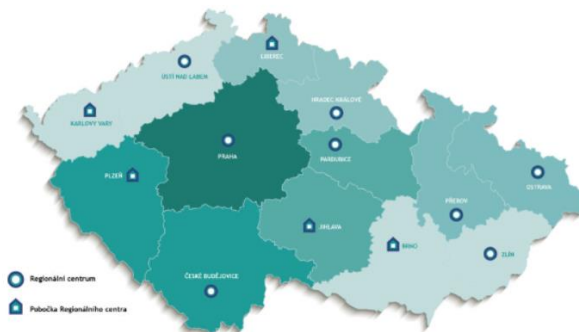 LIBEREC
ÚSTÍ NAD LABEM
HRADEC KRÁLOVÉ
KARLOVY VARY
PRAHA
PARDUBICE
PLZEŇ
OSTRAVA
PŘEROV
JIHLAVA
BRNO
ZLÍN
ČESKÉ BUDĚJOVICE
Regionální centrum
Pobočka Regionálního centra